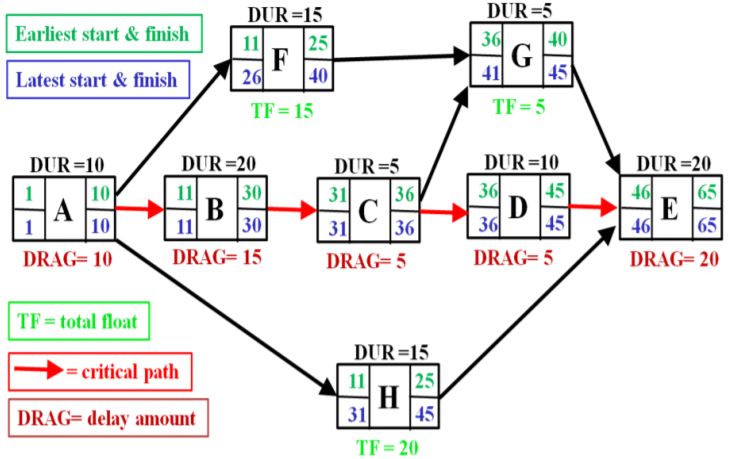 DUR =15
DUR =5
Earliest start & finish
11 F 25
26 40
36 G 40
41 45
Latest start & finish
TF = 15
TF = 5
DUR =10
DUR =20
DUR =5
DUR =10
DUR =20
1 A 10
1 10
11 B 30
11 30
31 C 36
31 36
36 D 45
36 45
46 E 65
46 65
DRAG= 10
DRAG= 15
DRAG= 5
DRAG= 5
DRAG= 20
TF = total float
= critical path
DRAG= delay amount
DUR =15
11 H 25
31 45
TF = 20